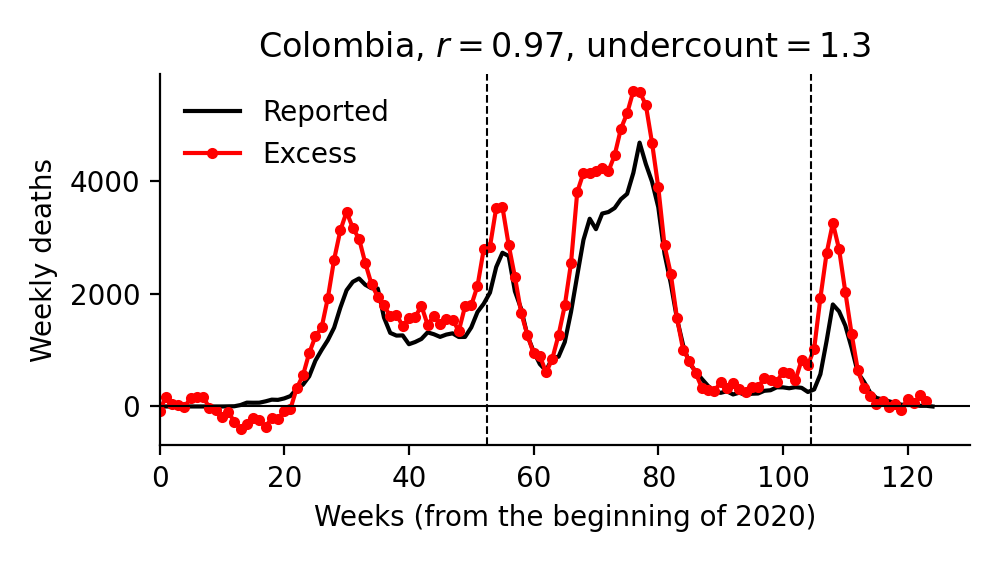 Colombia, r = 0.97, undercount = 1.3
Reported
Excess
Weekly deaths
4000
2000
0
0 20 40 60 80 100 120
Weeks (from the beginning of 2020)